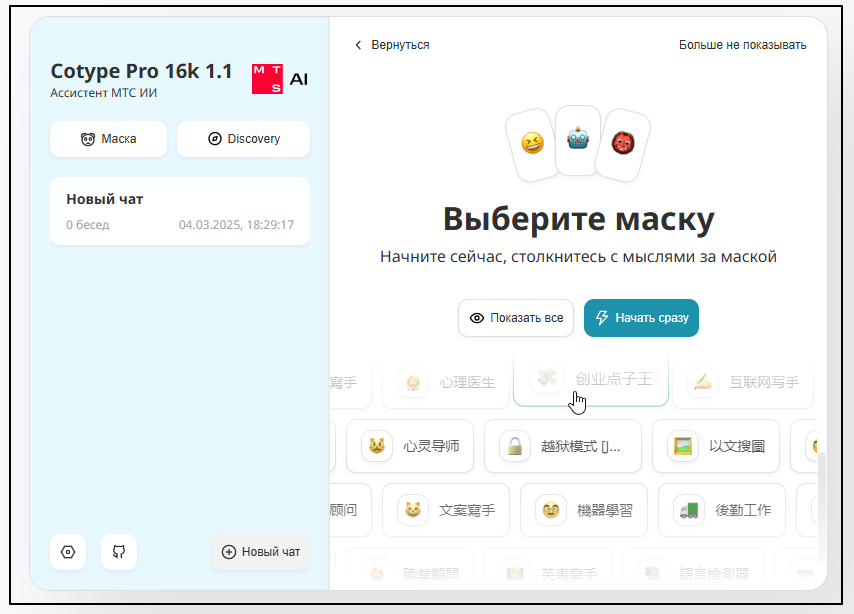 Cotype Pro 16k 1.1
Ассистент МТС ИИ
M T S AI
Маска
Discovery
Новый чат
0 бесед
04.03.2025, 18:29:17
Новый чат
Вернуться
Больше не показывать
Выберите маску
Начните сейчас, столкнитесь с мыслями за маской
Показать все
Начать сразу
寫手
心理医生
创业点子王
互联网写手
心灵导师
越狱模式 [J...
以文搜圖
顾问
文案寫手
機器學習
後勤工作
職業顧問
英專寫手
語言檢測器